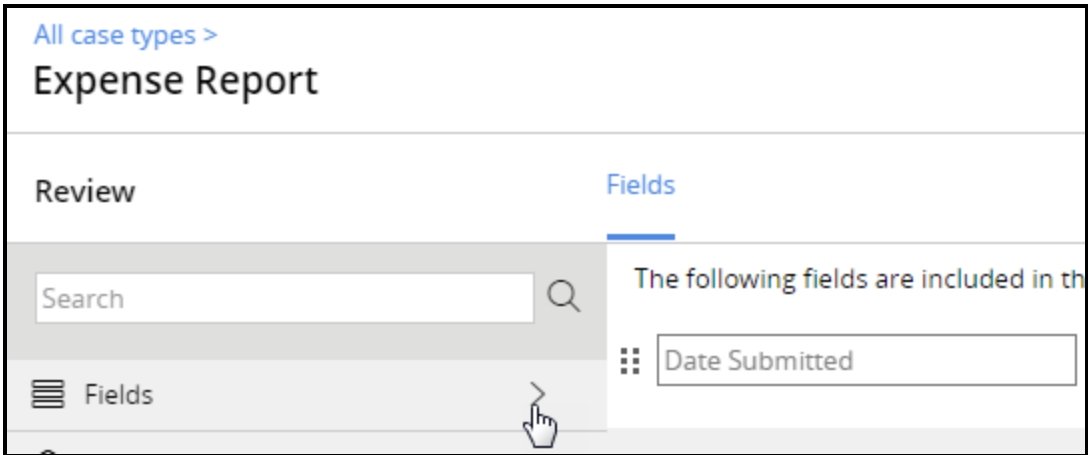 All case types >
Expense Report
Review
Fields
Search
The following fields are included in th
Date Submitted
Fields